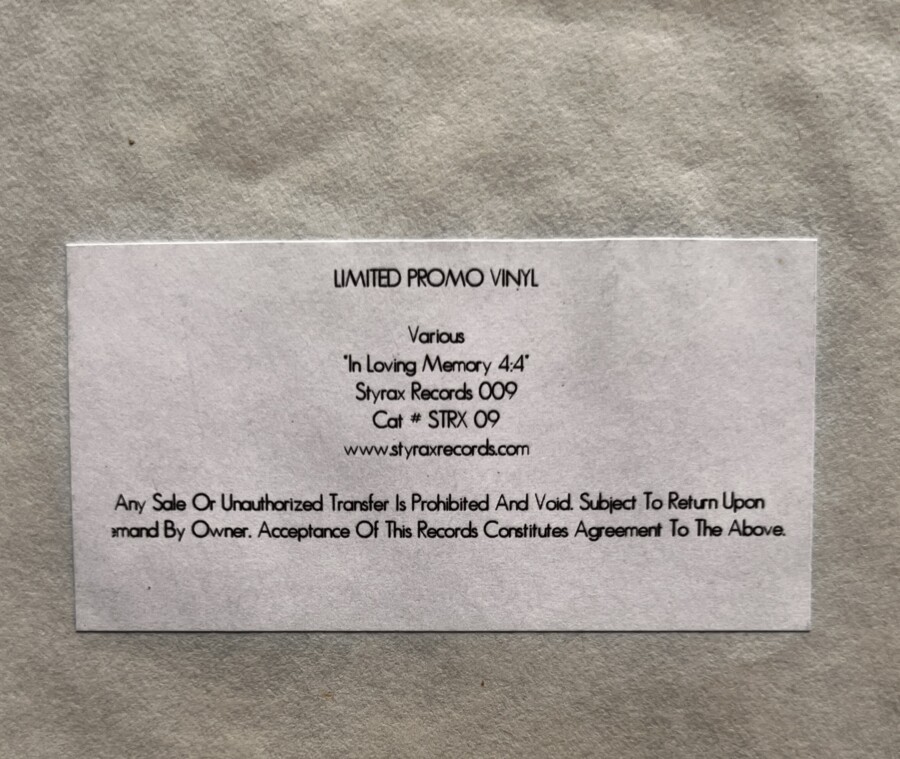 LIMITED PROMO VINYL
Various
"In Loving Memory 4:4"
Styrax Records 009
Cat # STRX 09
www.styraxrecords.com
Any Sale Or Unauthorized Transfer Is Prohibited And Void. Subject To Return Upon
emand By Owner. Acceptance Of This Records Constitutes Agreement To The Above.